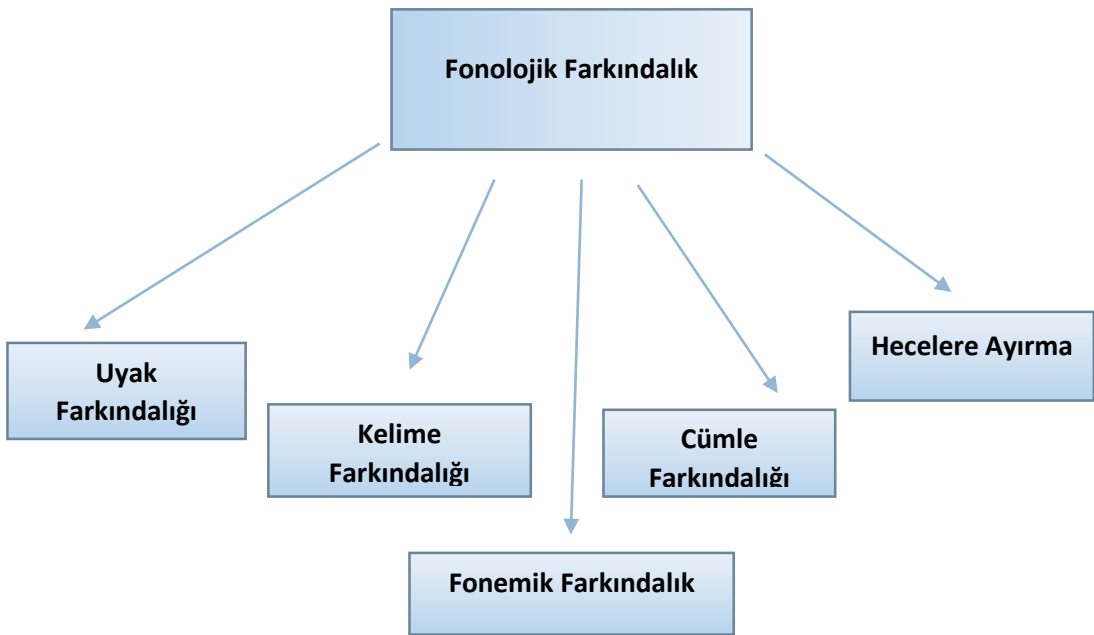 Fonolojik Farkındalık
Uyak
Farkındalığı
Kelime
Farkındalığı
Fonemik Farkındalık
Cümle
Farkındalığı
Hecelere Ayırma